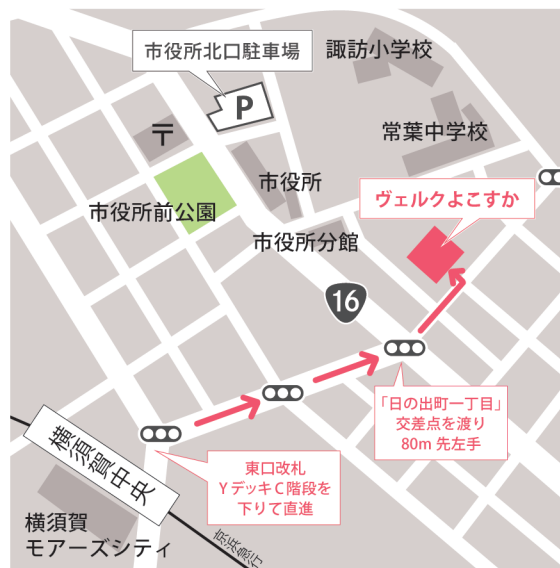 市役所北口駐車場
諏訪小学校
P
〒
常葉中学校
市役所
ヴェルクよこすか
市役所前公園
市役所分館
16
「日の出町一丁目」
交差点を渡り
80m 先左手
横須賀中央
東口改札
YデッキC階段を
下りて直進
横須賀
モアーズシティ
京浜急行